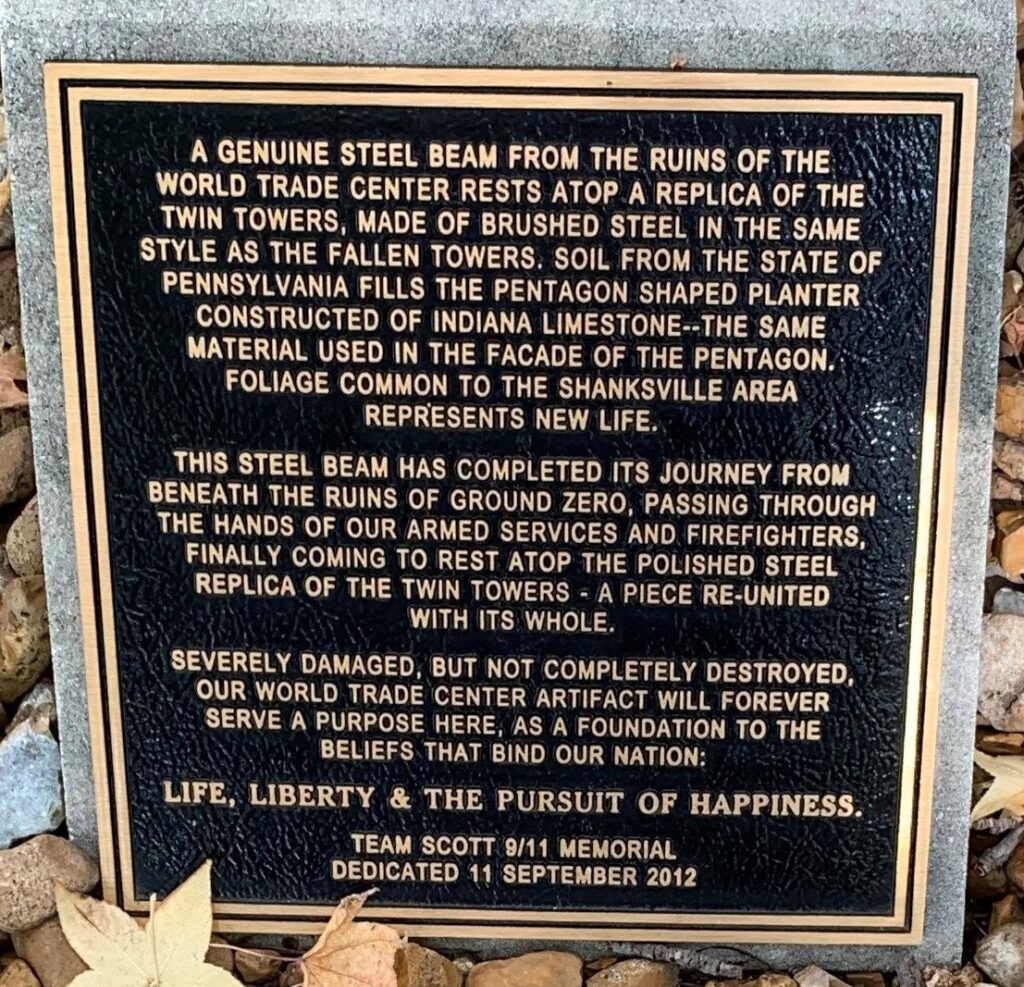 A GENUINE STEEL BEAM FROM THE RUINS OF THE
WORLD TRADE CENTER RESTS ATOP A REPLICA OF THE
TWIN TOWERS, MADE OF BRUSHED STEEL IN THE SAME
STYLE AS THE FALLEN TOWERS. SOIL FROM THE STATE OF
PENNSYLVANIA FILLS THE PENTAGON SHAPED PLANTER
CONSTRUCTED OF INDIANA LIMESTONE--THE SAME
MATERIAL USED IN THE FACADE OF THE PENTAGON.
FOLIAGE COMMON TO THE SHANKSVILLE AREA
REPRESENTS NEW LIFE.
THIS STEEL BEAM HAS COMPLETED ITS JOURNEY FROM
BENEATH THE RUINS OF GROUND ZERO, PASSING THROUGH
THE HANDS OF OUR ARMED SERVICES AND FIREFIGHTERS,
FINALLY COMING TO REST ATOP THE POLISHED STEEL
REPLICA OF THE TWIN TOWERS - A PIECE RE-UNITED
WITH ITS WHOLE.
SEVERELY DAMAGED, BUT NOT COMPLETELY DESTROYED,
OUR WORLD TRADE CENTER ARTIFACT WILL FOREVER
SERVE A PURPOSE HERE, AS A FOUNDATION TO THE
BELIEFS THAT BIND OUR NATION:
LIFE, LIBERTY & THE PURSUIT OF HAPPINESS.
TEAM SCOTT 9/11 MEMORIAL
DEDICATED 11 SEPTEMBER 2012